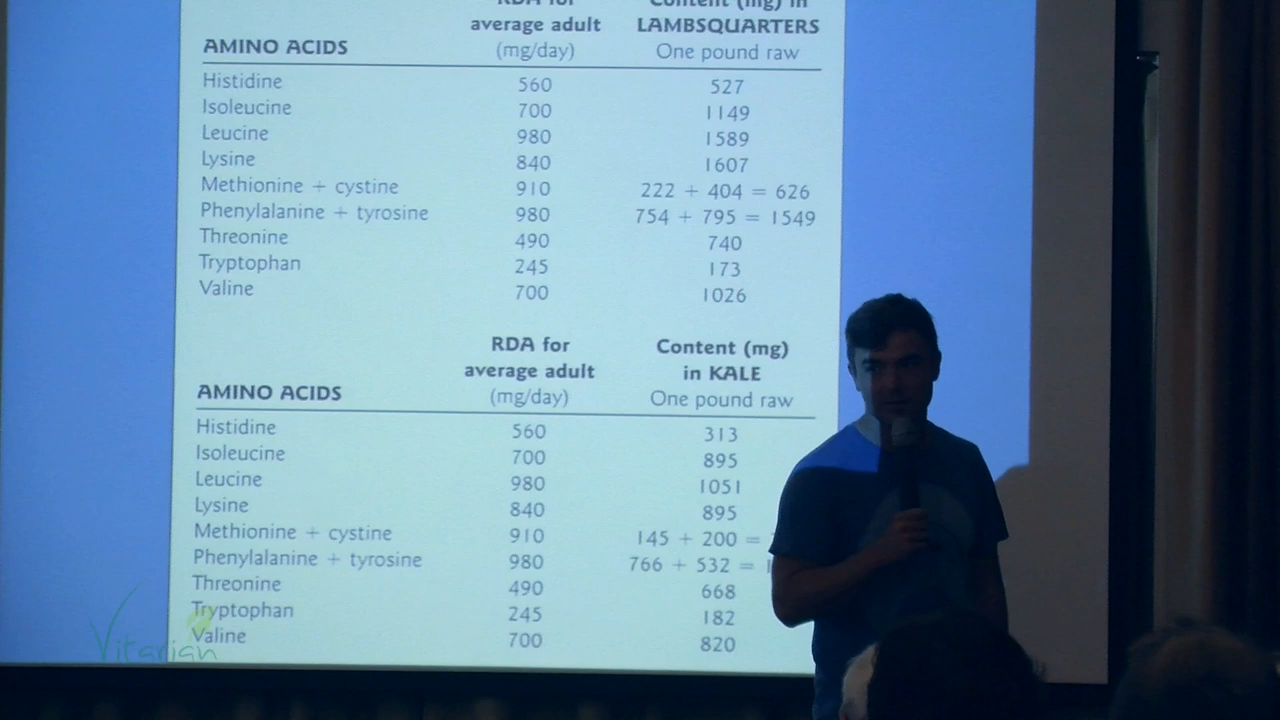 RDA for Content (mg) in
average adult LAMBSQUARTERS
AMINO ACIDS (mg/day) One pound raw
Histidine 560 527
Isoleucine 700 1149
Leucine 980 1589
Lysine 840 1607
Methionine + cystine 910 222 + 404 = 626
Phenylalanine + tyrosine 980 754 + 795 = 1549
Threonine 490 740
Tryptophan 245 173
Valine 700 1026
RDA for Content (mg)
average adult in KALE
AMINO ACIDS (mg/day) One pound raw
Histidine 560 313
Isoleucine 700 895
Leucine 980 1051
Lysine 840 895
Methionine + cystine 910 145 + 200 =
Phenylalanine + tyrosine 980 766 + 532 = 1
Threonine 490 668
Tryptophan 245 182
Valine 700 820
Vitarian